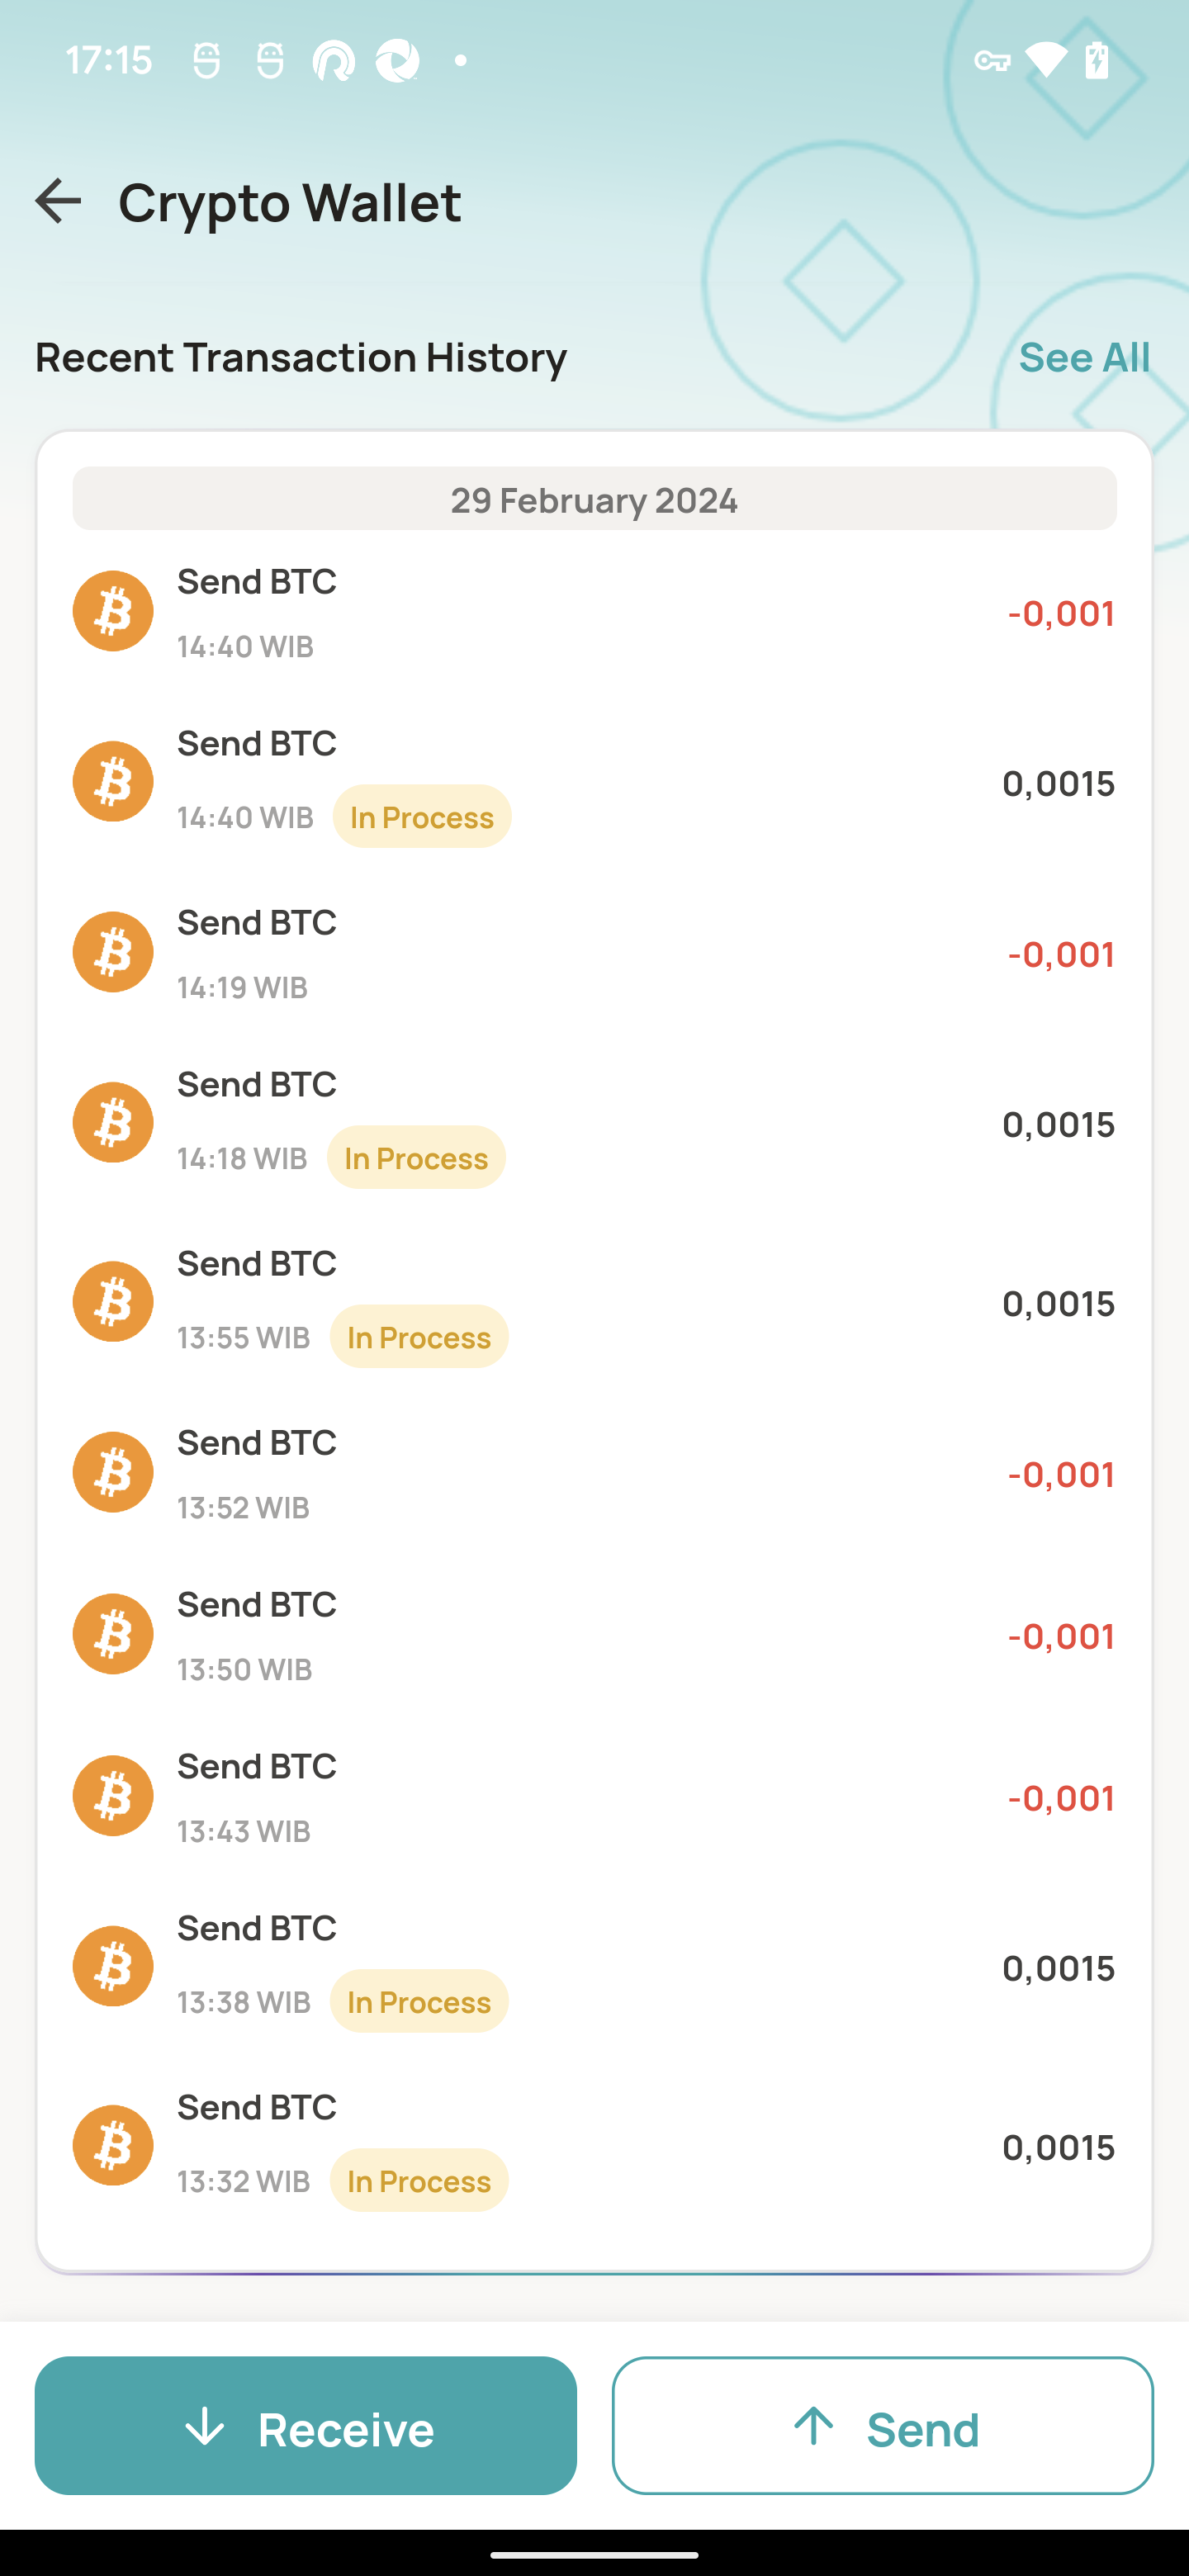 17:15
Crypto Wallet
Recent Transaction History See All
29 February 2024
Send BTC
14:40 WIB
-0,001
Send BTC
14:40 WIB In Process
0,0015
Send BTC
14:19 WIB
-0,001
Send BTC
14:18 WIB In Process
0,0015
Send BTC
13:55 WIB In Process
0,0015
Send BTC
13:52 WIB
-0,001
Send BTC
13:50 WIB
-0,001
Send BTC
13:43 WIB
-0,001
Send BTC
13:38 WIB In Process
0,0015
Send BTC
13:32 WIB In Process
0,0015
Receive Send